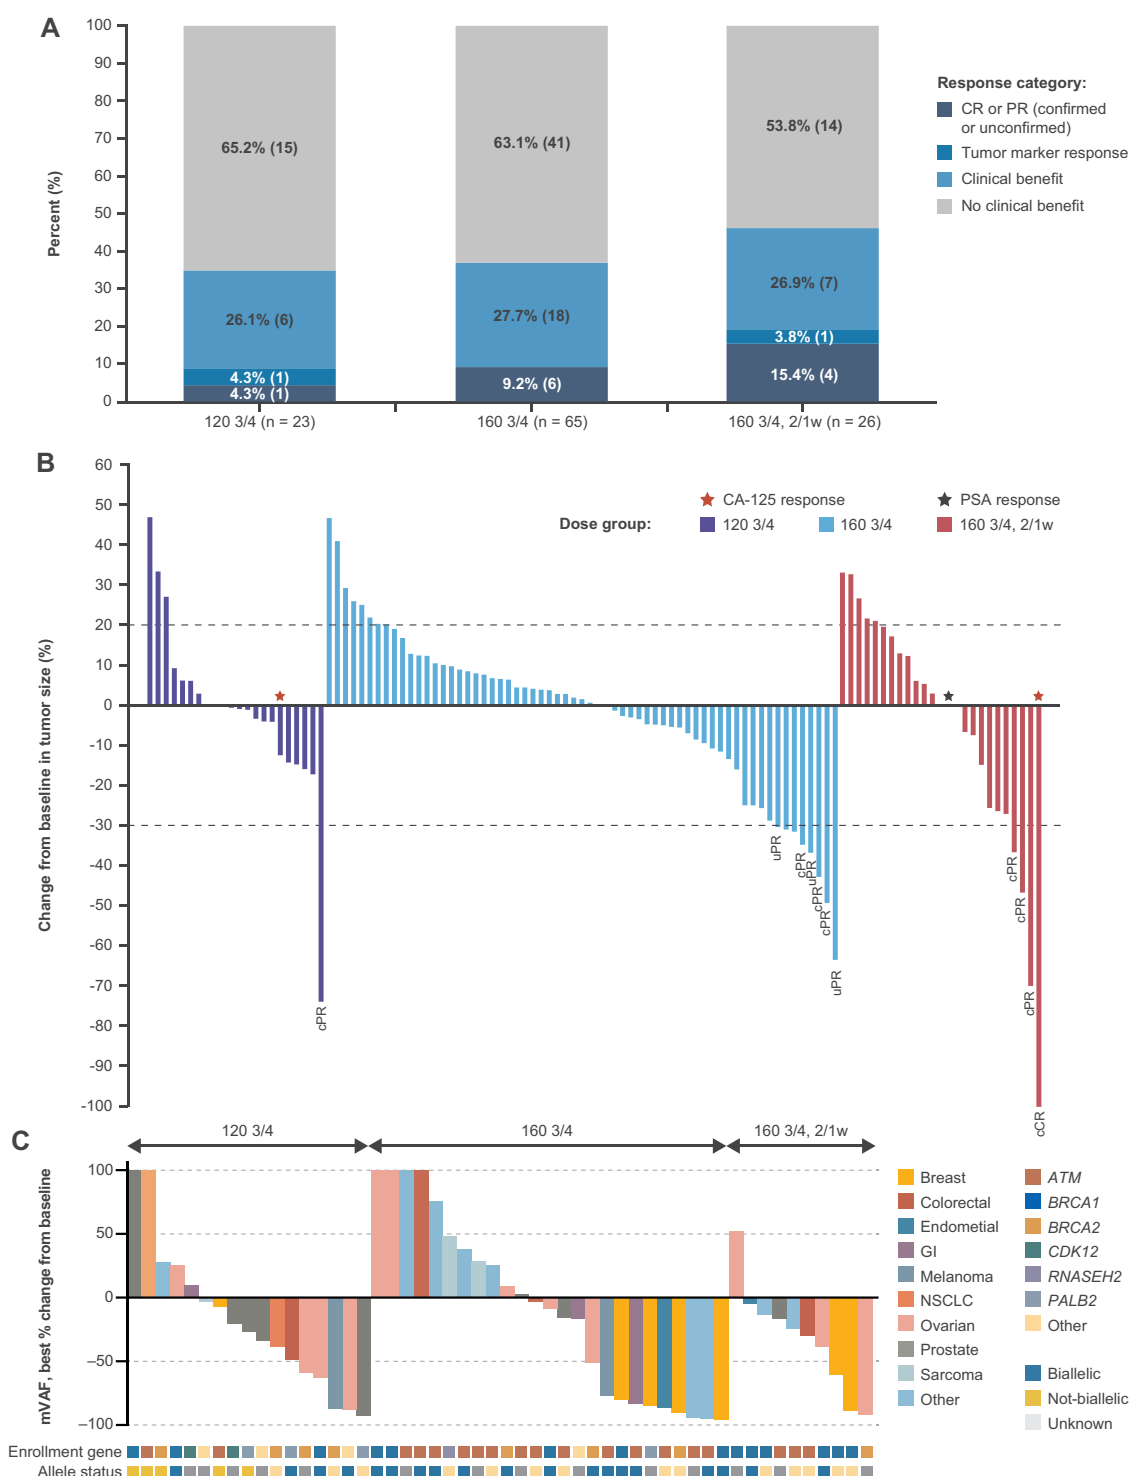 A
100
90
80
70
60
50
40
30
20
10
0
Percent (%)
65.2% (15)
26.1% (6)
4.3% (1)
4.3% (1)
63.1% (41)
27.7% (18)
9.2% (6)
53.8% (14)
26.9% (7)
3.8% (1)
15.4% (4)
120 3/4 (n = 23)
160 3/4 (n = 65)
160 3/4, 2/1w (n = 26)
Response category:
CR or PR (confirmed
or unconfirmed)
Tumor marker response
Clinical benefit
No clinical benefit
B
60
50
40
30
20
10
0
-10
-20
-30
-40
-50
-60
-70
-80
-90
-100
Change from baseline in tumor size (%)
CA-125 response
PSA response
Dose group:
120 3/4
160 3/4
160 3/4, 2/1w
cPR
uPR
cPR
uPR
cPR
cPR
uPR
cPR
cPR
cPR
cCR
C
120 3/4
160 3/4
160 3/4, 2/1w
100
50
0
−50
−100
mVAF, best % change from baseline
Enrollment gene
Allele status
Breast
Colorectal
Endometial
GI
Melanoma
NSCLC
Ovarian
Prostate
Sarcoma
Other
ATM
BRCA1
BRCA2
CDK12
RNASEH2
PALB2
Other
Biallelic
Not-biallelic
Unknown